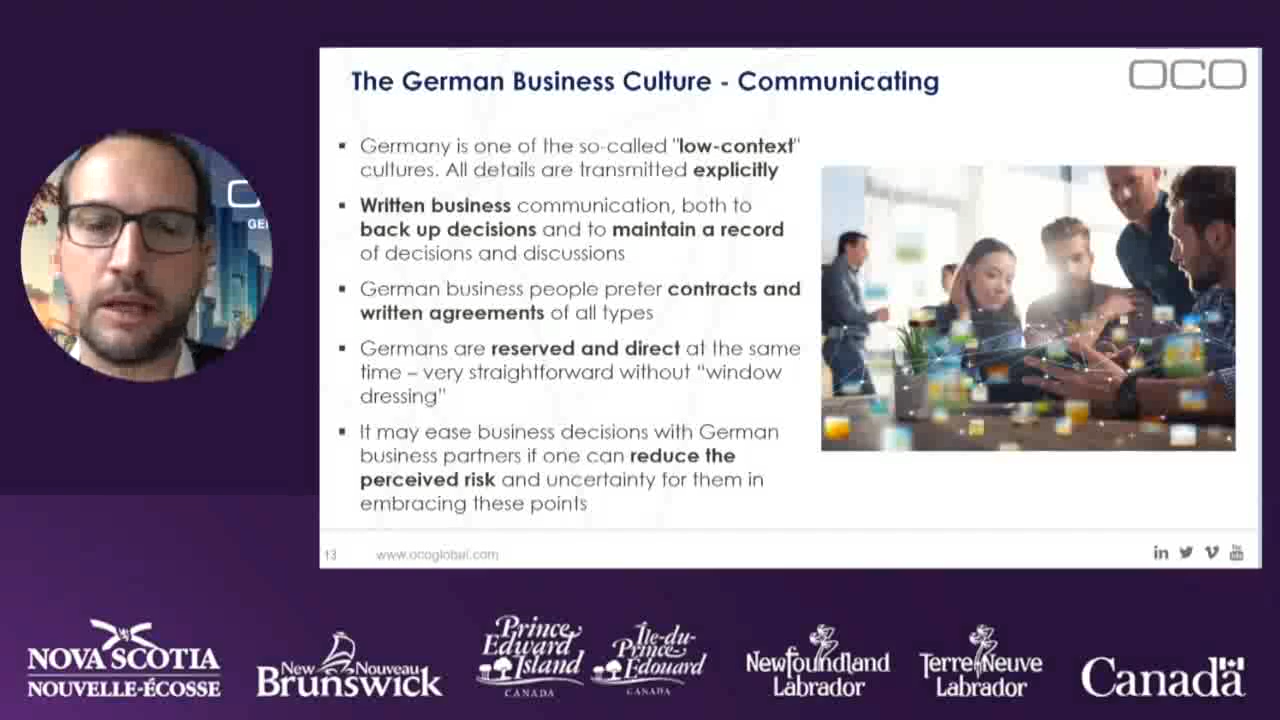 The German Business Culture - Communicating
OCO
▪ Germany is one of the so-called "low-context"
cultures. All details are transmitted explicitly
▪ Written business communication, both to
back up decisions and to maintain a record
of decisions and discussions
▪ German business people prefer contracts and
written agreements of all types
▪ Germans are reserved and direct at the same
time – very straightforward without "window
dressing"
▪ It may ease business decisions with German
business partners if one can reduce the
perceived risk and uncertainty for them in
embracing these points
13
www.ocoglobal.com
NOVA SCOTIA
NOUVELLE-ÉCOSSE
New Nouveau
Brunswick
Prince
Edward
Island
CANADA
Île-du-
Prince
Édouard
CANADA
Newfoundland
Labrador
Terre-Neuve
Labrador
Canada